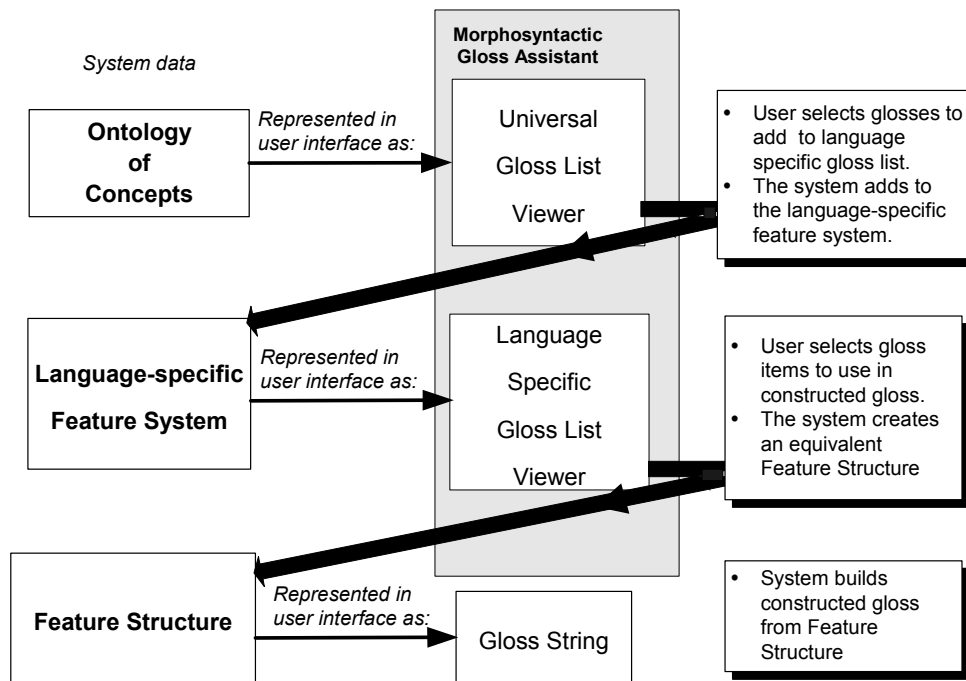 System data
Morphosyntactic
Gloss Assistant
Ontology
of
Concepts
Represented in
user interface as:
Universal
Gloss List
Viewer
• User selects glosses to
add to language
specific gloss list.
• The system adds to
the language-specific
feature system.
Language-specific
Feature System
Represented in
user interface as:
Language
Specific
Gloss List
Viewer
• User selects gloss
items to use in
constructed gloss.
• The system creates
an equivalent
Feature Structure
Feature Structure
Represented in
user interface as:
Gloss String
• System builds
constructed gloss
from Feature
Structure